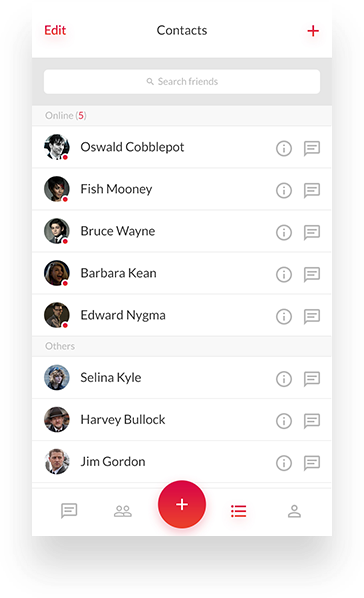 Edit Contacts +
Search friends
Online (5)
Oswald Cobblepot
Fish Mooney
Bruce Wayne
Barbara Kean
Edward Nygma
Others
Selina Kyle
Harvey Bullock
Jim Gordon